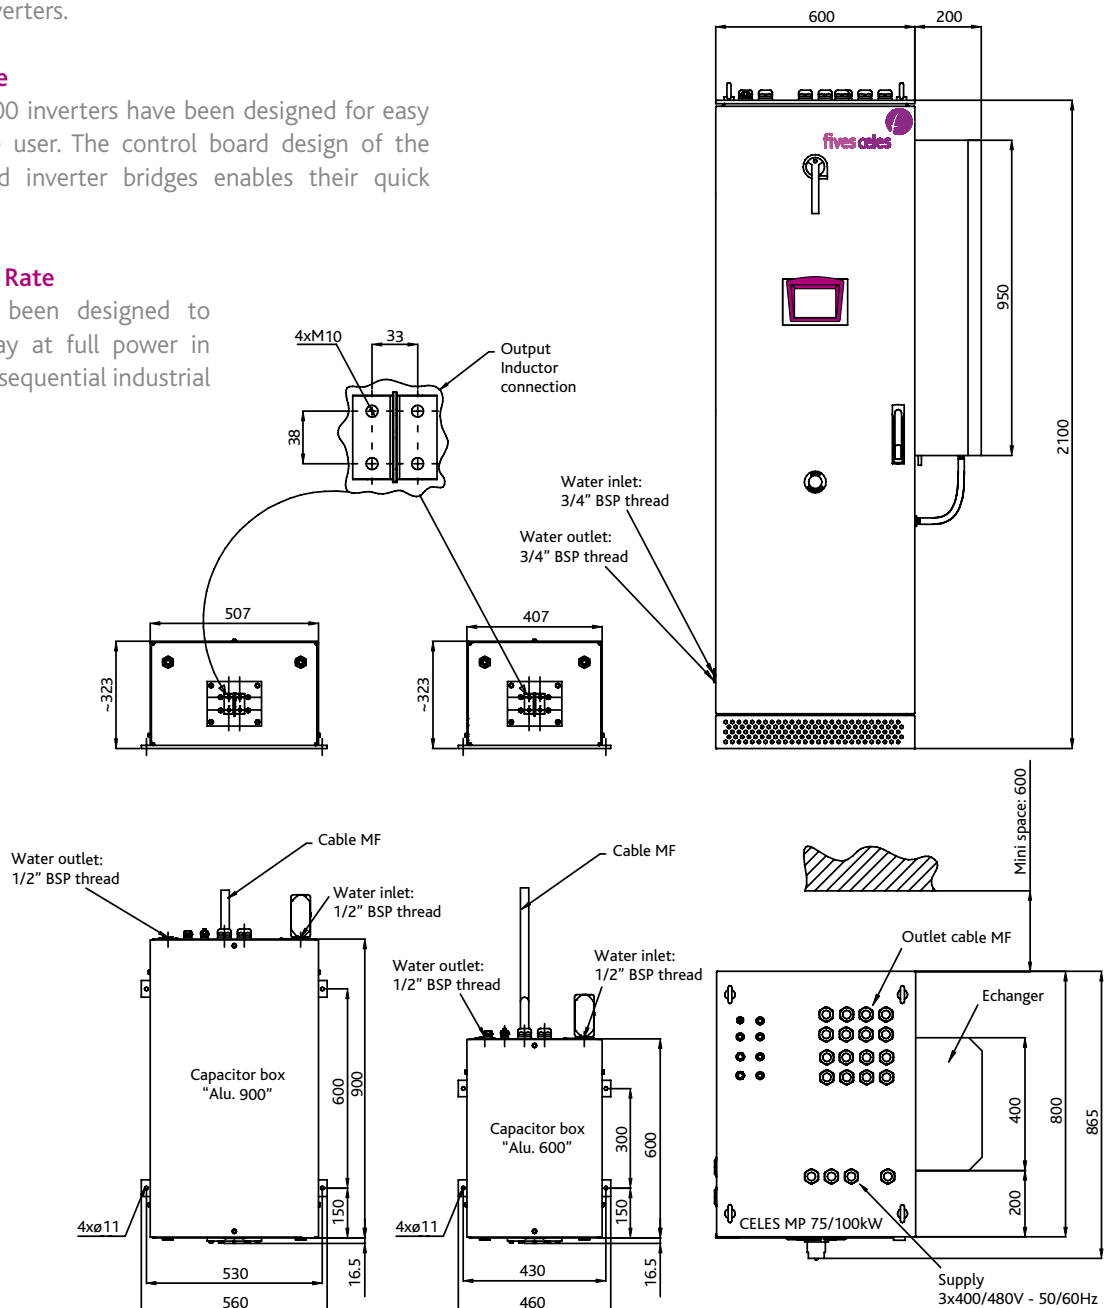 verters.
e
00 inverters have been designed for easy
e user. The control board design of the
d inverter bridges enables their quick
Rate
been designed to
ay at full power in
sequential industrial
600
200
fives celes
950
2100
4xM10
33
Output
Inductor
connection
38
Water inlet:
3/4” BSP thread
Water outlet:
3/4” BSP thread
507
~323
407
~323
Mini space: 600
Water outlet:
1/2” BSP thread
Cable MF
Water inlet:
1/2” BSP thread
Capacitor box
“Alu. 900”
600
900
150
4xø11
16.5
530
560
Cable MF
Water outlet:
1/2” BSP thread
Water inlet:
1/2” BSP thread
Capacitor box
“Alu. 600”
300
600
150
4xø11
16.5
430
460
Outlet cable MF
Echanger
400
800
865
200
CELES MP 75/100kW
Supply
3x400/480V - 50/60Hz